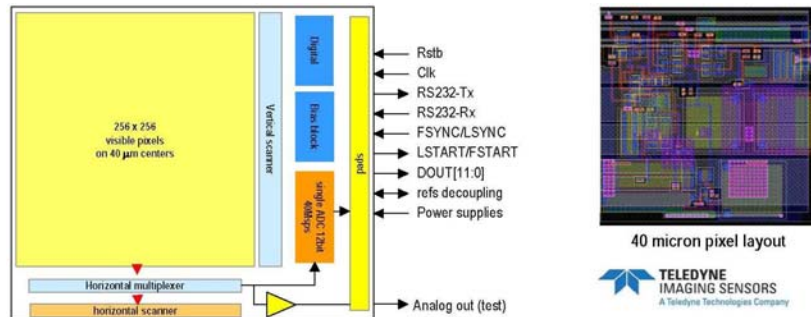 256 x 256
visible pixels
on 40 µm centers
Vertical scanner
Digital
Bias block
single ADC 12bit
40Msps
pads
Horizontal multiplexer
horizontal scanner
Rstb
Clk
RS232-Tx
RS232-Rx
FSYNC/LSYNC
LSTART/FSTART
DOUT[11:0]
refs decoupling
Power supplies
Analog out (test)
40 micron pixel layout
TELEDYNE
IMAGING SENSORS
A Teledyne Technologies Company